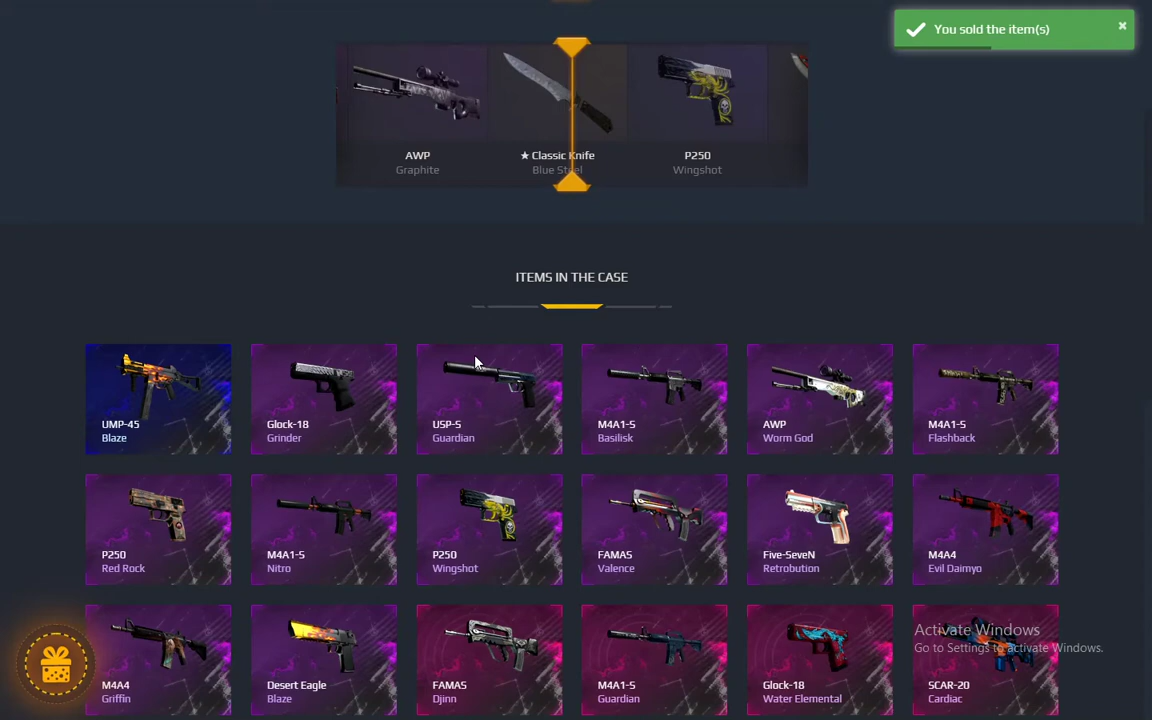 You sold the item(s)
AWP
Graphite
★ Classic Knife
Blue Steel
P250
Wingshot
ITEMS IN THE CASE
UMP-45
Blaze
Glock-18
Grinder
USP-S
Guardian
M4A1-S
Basilisk
AWP
Worm God
M4A1-S
Flashback
P250
Red Rock
M4A1-S
Nitro
P250
Wingshot
FAMAS
Valence
Five-SeveN
Retrobution
M4A4
Evil Daimyo
M4A4
Griffin
Desert Eagle
Blaze
FAMAS
Djinn
M4A1-S
Guardian
Glock-18
Water Elemental
SCAR-20
Cardiac
Activate Windows
Go to Settings to activate Windows.